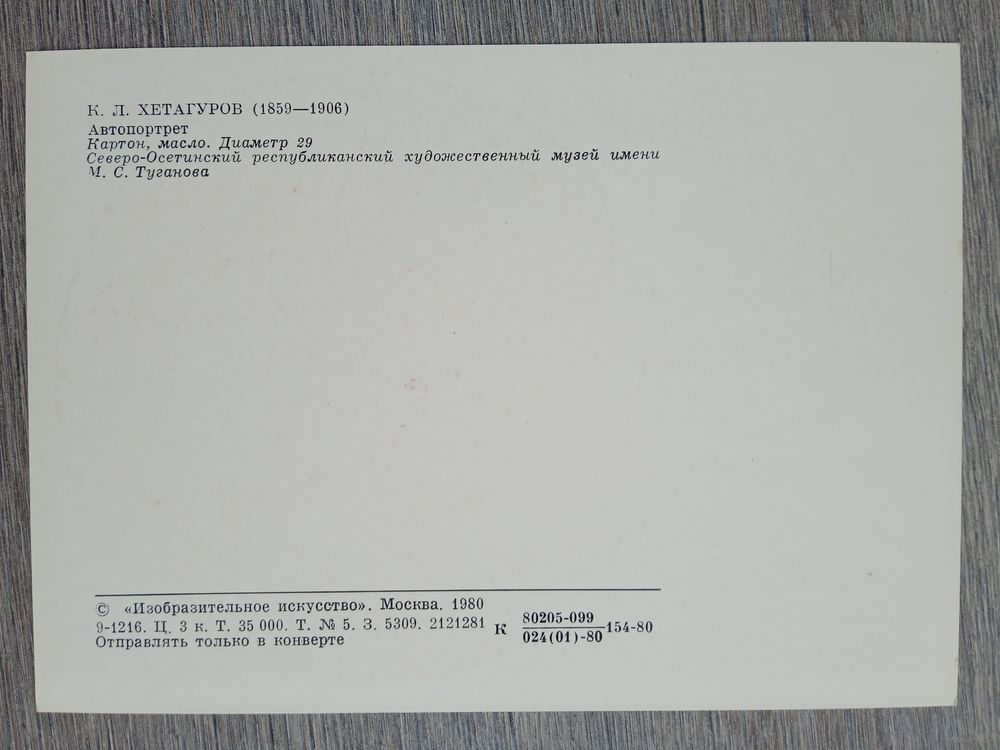 К. Л. ХЕТАГУРОВ (1859—1906)
Автопортрет
Картон, масло. Диаметр 29
Северо-Осетинский республиканский художественный музей имени
М. С. Туганова
© «Изобразительное искусство». Москва. 1980
9-1216. Ц. 3 к. Т. 35 000. Т. № 5. З. 5309. 2121281
Отправлять только в конверте
К 80205-099
024(01)-80 154-80